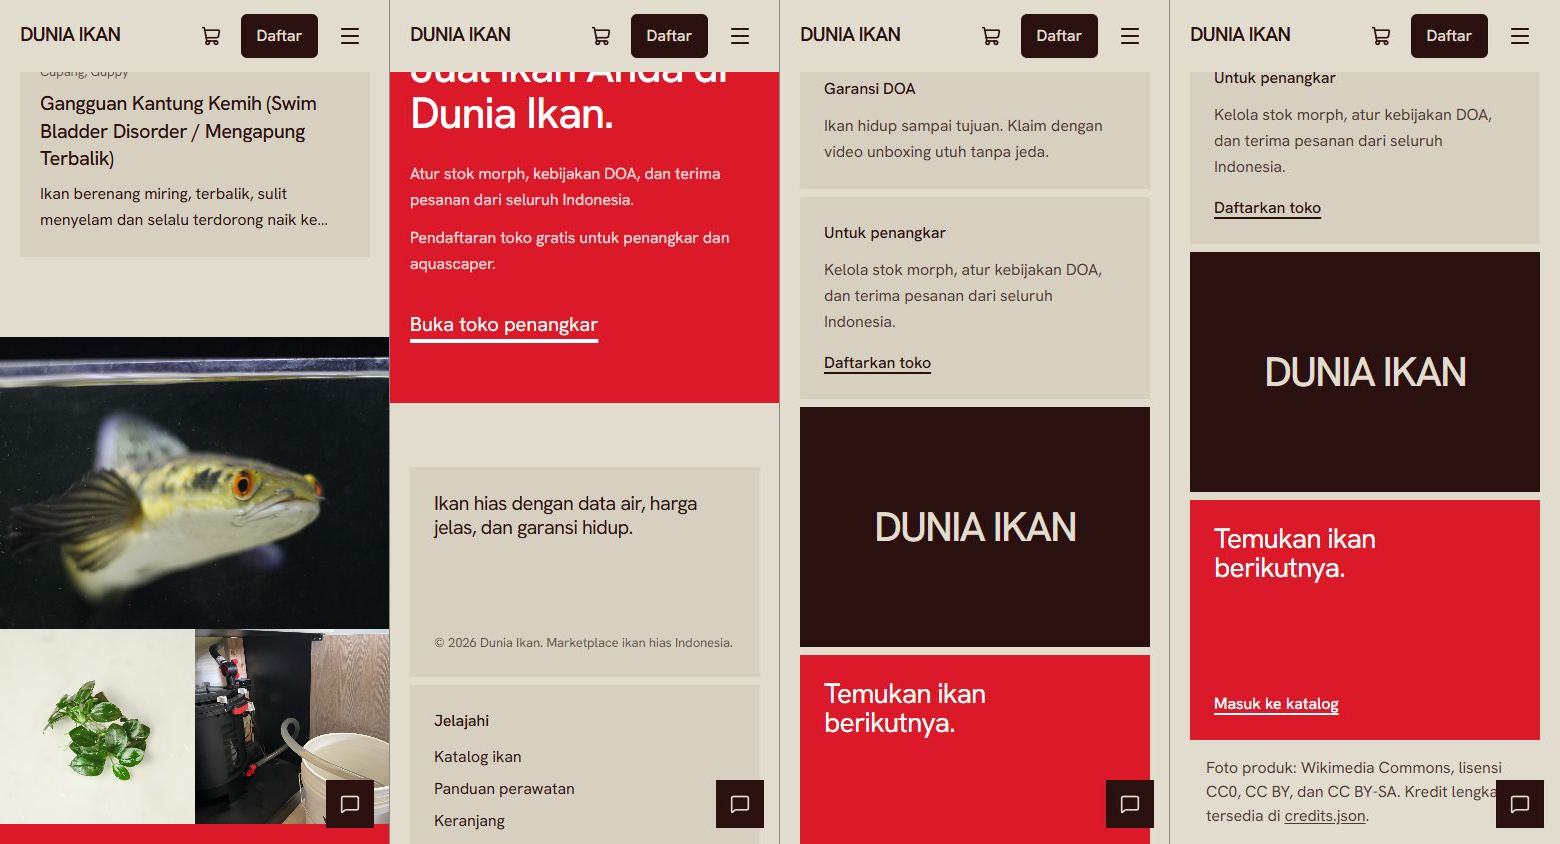 DUNIA IKAN
Daftar
Cupang, Guppy
Gangguan Kantung Kemih (Swim
Bladder Disorder / Mengapung
Terbalik)
Ikan berenang miring, terbalik, sulit
menyelam dan selalu terdorong naik ke...
DUNIA IKAN
Daftar
Jual Ikan Anda di
Dunia Ikan.
Atur stok morph, kebijakan DOA, dan terima
pesanan dari seluruh Indonesia.
Pendaftaran toko gratis untuk penangkar dan
aquascaper.
Buka toko penangkar
Ikan hias dengan data air, harga
jelas, dan garansi hidup.
© 2026 Dunia Ikan. Marketplace ikan hias Indonesia.
Jelajahi
Katalog ikan
Panduan perawatan
Keranjang
DUNIA IKAN
Daftar
Garansi DOA
Ikan hidup sampai tujuan. Klaim dengan
video unboxing utuh tanpa jeda.
Untuk penangkar
Kelola stok morph, atur kebijakan DOA,
dan terima pesanan dari seluruh
Indonesia.
Daftarkan toko
DUNIA IKAN
Temukan ikan
berikutnya.
DUNIA IKAN
Daftar
Untuk penangkar
Kelola stok morph, atur kebijakan DOA,
dan terima pesanan dari seluruh
Indonesia.
Daftarkan toko
DUNIA IKAN
Temukan ikan
berikutnya.
Masuk ke katalog
Foto produk: Wikimedia Commons, lisensi
CC0, CC BY, dan CC BY-SA. Kredit lengka
tersedia di credits.json.